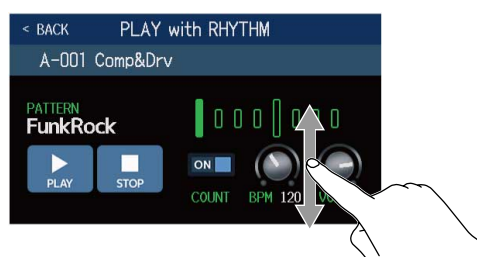 < BACK PLAY with RHYTHM
A-001 Comp&Drv
PATTERN
FunkRock
ON
PLAY STOP
COUNT BPM 120